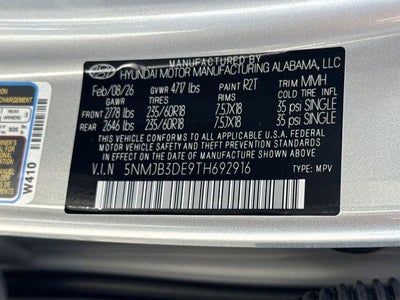 MANUFACTURED BY
HYUNDAI MOTOR MANUFACTURING ALABAMA, LLC
Feb/08/26 GVWR 4717 lbs PAINT R2T TRIM MMH
GAWR TIRES RIMS COLD TIRE INFLATION
FRONT 2778 lbs 235/60R18 7.5JX18 35 psi SINGLE
REAR 2646 lbs 235/60R18 7.5JX18 35 psi SINGLE
THIS VEHICLE CONFORMS TO ALL APPLICABLE U.S. FEDERAL
MOTOR VEHICLE SAFETY AND THEFT PREVENTION STANDARDS
IN EFFECT ON THE DATE OF MANUFACTURE SHOWN ABOVE.
V.I.N 5NMJB3DE9TH692916 TYPE: MPV
ARRIERE
W410